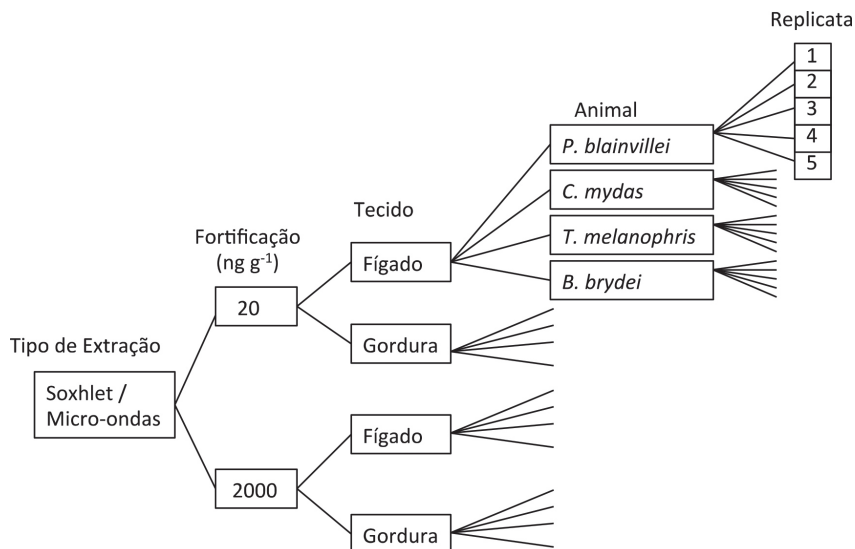 Replicata
1
2
3
4
5
Animal
P. blainvillei
C. mydas
T. melanophris
B. brydei
Tecido
Fígado
Gordura
Fígado
Gordura
Fortificação
(ng g-1)
20
2000
Tipo de Extração
Soxhlet /
Micro-ondas